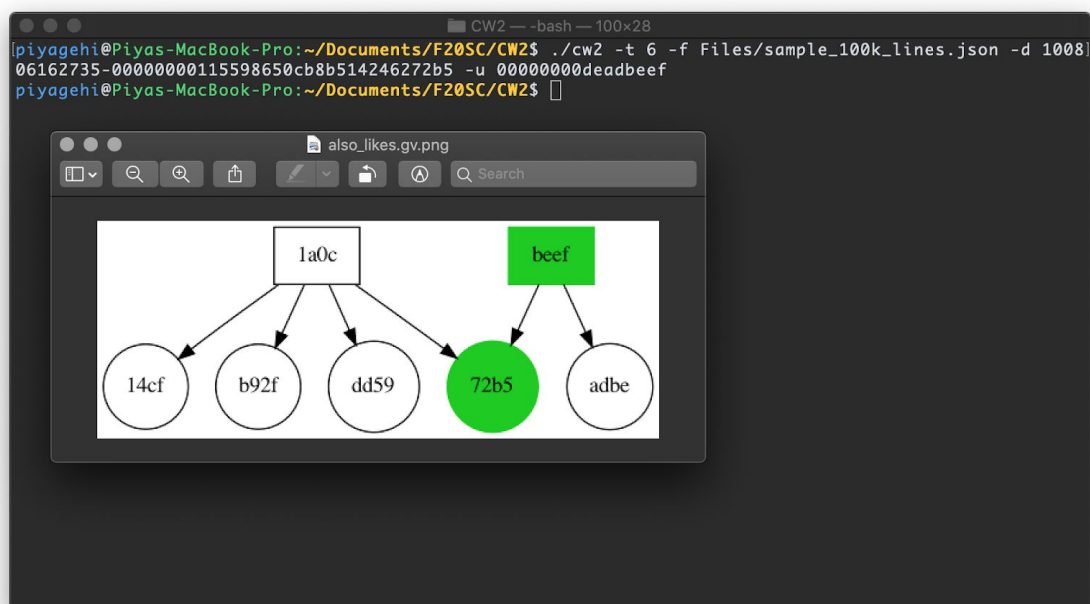 CW2 — -bash — 100×28
piyagehi@Piyas-MacBook-Pro:~/Documents/F20SC/CW2$ ./cw2 -t 6 -f Files/sample_100k_lines.json -d 1008
06162735-00000000115598650cb8b514246272b5 -u 00000000deadbeef
piyagehi@Piyas-MacBook-Pro:~/Documents/F20SC/CW2$
also_likes.gv.png
Search
1a0c beef
14cf b92f dd59 72b5 adbe